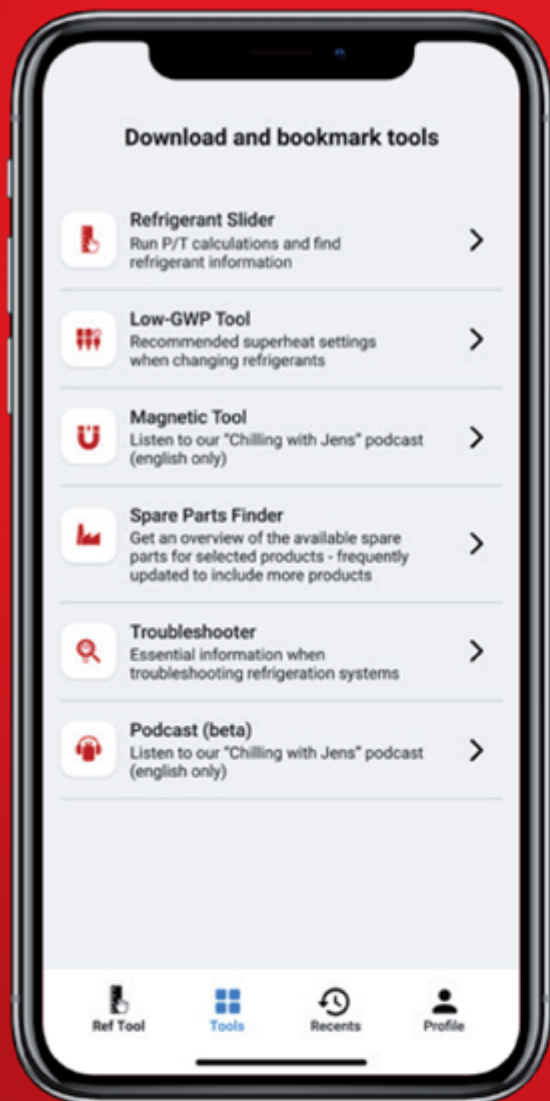 Download and bookmark tools
Refrigerant Slider
Run P/T calculations and find
refrigerant information
Low-GWP Tool
Recommended superheat settings
when changing refrigerants
Magnetic Tool
Listen to our "Chilling with Jens" podcast
(english only)
Spare Parts Finder
Get an overview of the available spare
parts for selected products - frequently
updated to include more products
Troubleshooter
Essential information when
troubleshooting refrigeration systems
Podcast (beta)
Listen to our "Chilling with Jens" podcast
(english only)
Ref Tool
Tools
Recents
Profile